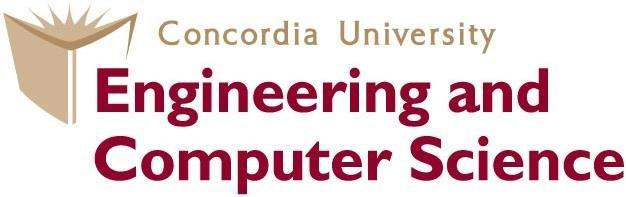 Concordia University
Engineering and
Computer Science